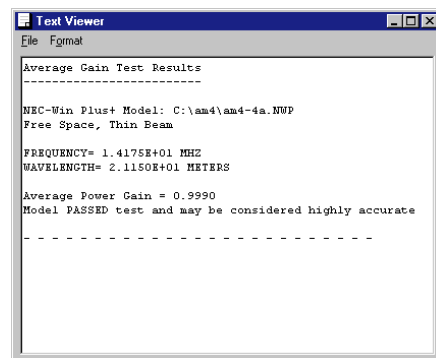 Text Viewer
File Format
Average Gain Test Results
-------------------------
NEC-Win Plus+ Model: C:\am4\am4-4a.NWP
Free Space, Thin Beam
FREQUENCY= 1.4175E+01 MHZ
WAVELENGTH= 2.1150E+01 METERS
Average Power Gain = 0.9990
Model PASSED test and may be considered highly accurate
- - - - - - - - - - - - - - - - - - - - - - - - - -